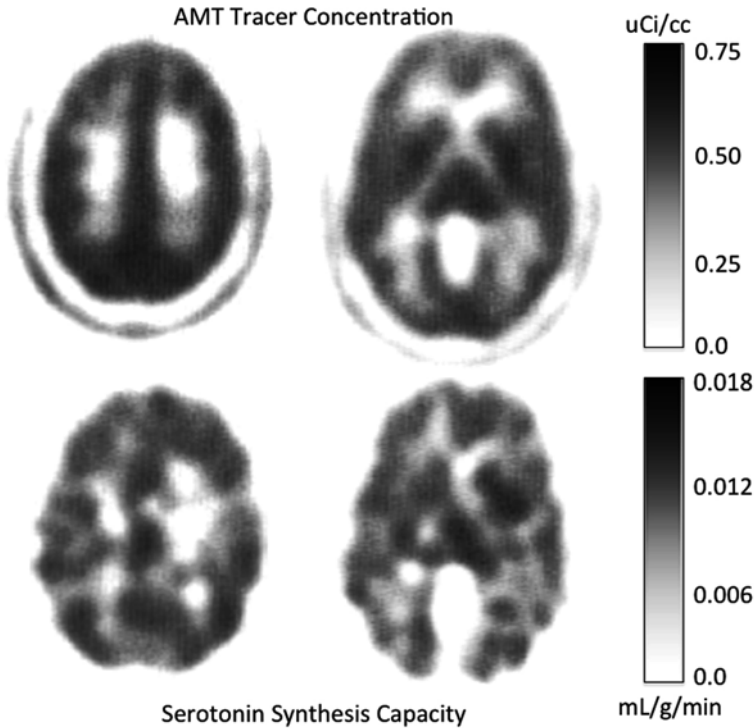 AMT Tracer Concentration
uCi/cc
0.75
0.50
0.25
0.0
0.018
0.012
0.006
0.0
mL/g/min
Serotonin Synthesis Capacity